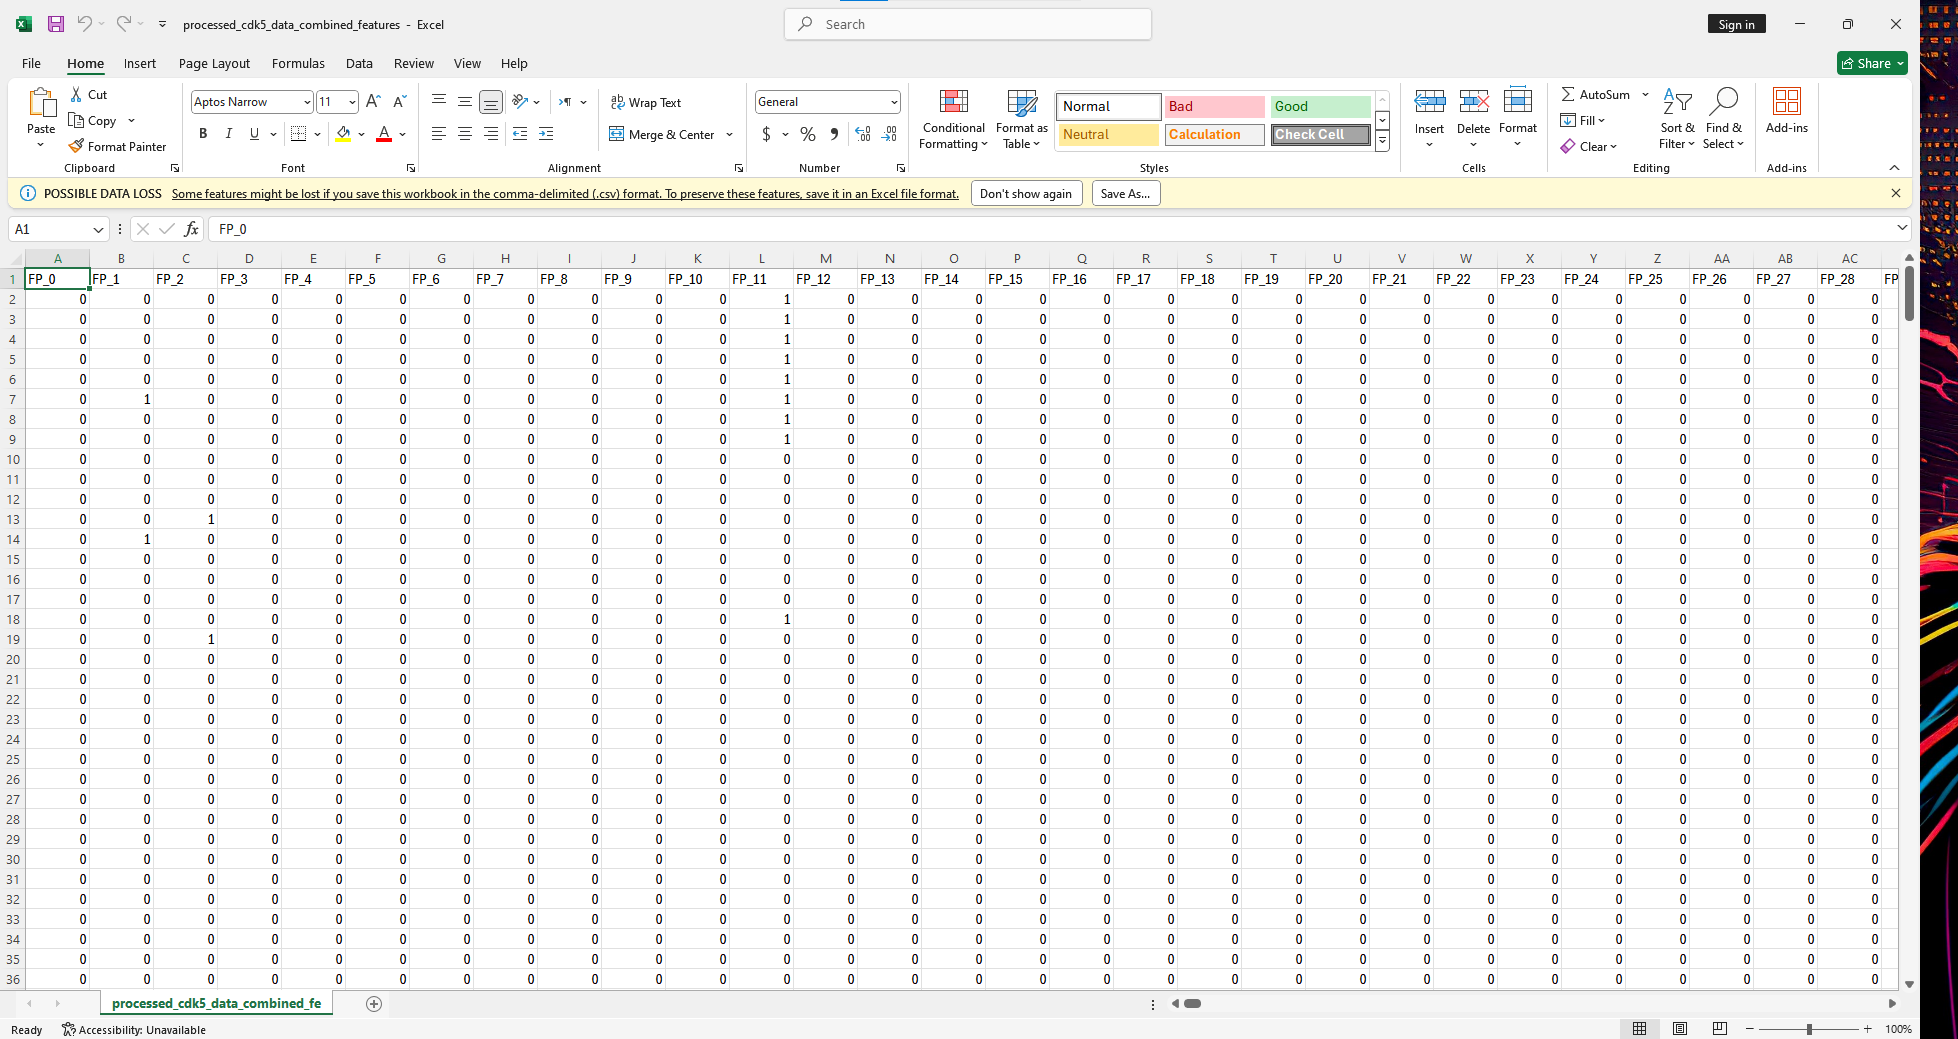 processed_cdk5_data_combined_features - Excel
Search
Sign in
File Home Insert Page Layout Formulas Data Review View Help
Share
Paste
Cut
Copy
Format Painter
Clipboard
Aptos Narrow 11
B I U
Font
Wrap Text
Merge & Center
Alignment
General
$ % 9
Number
Conditional Formatting
Format as Table
Normal Bad Good
Neutral Calculation Check Cell
Styles
Insert Delete Format
Cells
AutoSum
Fill
Clear
Sort & Filter
Find & Select
Editing
Add-ins
Add-ins
POSSIBLE DATA LOSS Some features might be lost if you save this workbook in the comma-delimited (.csv) format. To preserve these features, save it in an Excel file format. Don't show again Save As...
A1 fx FP_0
A B C D E F G H I J K L M N O P Q R S T U V W X Y Z AA AB AC
1 FP_0 FP_1 FP_2 FP_3 FP_4 FP_5 FP_6 FP_7 FP_8 FP_9 FP_10 FP_11 FP_12 FP_13 FP_14 FP_15 FP_16 FP_17 FP_18 FP_19 FP_20 FP_21 FP_22 FP_23 FP_24 FP_25 FP_26 FP_27 FP_28 FP
2 0 0 0 0 0 0 0 0 0 0 0 1 0 0 0 0 0 0 0 0 0 0 0 0 0 0 0 0 0
3 0 0 0 0 0 0 0 0 0 0 0 1 0 0 0 0 0 0 0 0 0 0 0 0 0 0 0 0 0
4 0 0 0 0 0 0 0 0 0 0 0 1 0 0 0 0 0 0 0 0 0 0 0 0 0 0 0 0 0
5 0 0 0 0 0 0 0 0 0 0 0 1 0 0 0 0 0 0 0 0 0 0 0 0 0 0 0 0 0
6 0 0 0 0 0 0 0 0 0 0 0 1 0 0 0 0 0 0 0 0 0 0 0 0 0 0 0 0 0
7 0 1 0 0 0 0 0 0 0 0 0 1 0 0 0 0 0 0 0 0 0 0 0 0 0 0 0 0 0
8 0 0 0 0 0 0 0 0 0 0 0 1 0 0 0 0 0 0 0 0 0 0 0 0 0 0 0 0 0
9 0 0 0 0 0 0 0 0 0 0 0 1 0 0 0 0 0 0 0 0 0 0 0 0 0 0 0 0 0
10 0 0 0 0 0 0 0 0 0 0 0 0 0 0 0 0 0 0 0 0 0 0 0 0 0 0 0 0 0
11 0 0 0 0 0 0 0 0 0 0 0 0 0 0 0 0 0 0 0 0 0 0 0 0 0 0 0 0 0
12 0 0 0 0 0 0 0 0 0 0 0 0 0 0 0 0 0 0 0 0 0 0 0 0 0 0 0 0 0
13 0 0 1 0 0 0 0 0 0 0 0 0 0 0 0 0 0 0 0 0 0 0 0 0 0 0 0 0 0
14 0 1 0 0 0 0 0 0 0 0 0 0 0 0 0 0 0 0 0 0 0 0 0 0 0 0 0 0 0
15 0 0 0 0 0 0 0 0 0 0 0 0 0 0 0 0 0 0 0 0 0 0 0 0 0 0 0 0 0
16 0 0 0 0 0 0 0 0 0 0 0 0 0 0 0 0 0 0 0 0 0 0 0 0 0 0 0 0 0
17 0 0 0 0 0 0 0 0 0 0 0 0 0 0 0 0 0 0 0 0 0 0 0 0 0 0 0 0 0
18 0 0 0 0 0 0 0 0 0 0 0 1 0 0 0 0 0 0 0 0 0 0 0 0 0 0 0 0 0
19 0 0 1 0 0 0 0 0 0 0 0 0 0 0 0 0 0 0 0 0 0 0 0 0 0 0 0 0 0
20 0 0 0 0 0 0 0 0 0 0 0 0 0 0 0 0 0 0 0 0 0 0 0 0 0 0 0 0 0
21 0 0 0 0 0 0 0 0 0 0 0 0 0 0 0 0 0 0 0 0 0 0 0 0 0 0 0 0 0
22 0 0 0 0 0 0 0 0 0 0 0 0 0 0 0 0 0 0 0 0 0 0 0 0 0 0 0 0 0
23 0 0 0 0 0 0 0 0 0 0 0 0 0 0 0 0 0 0 0 0 0 0 0 0 0 0 0 0 0
24 0 0 0 0 0 0 0 0 0 0 0 0 0 0 0 0 0 0 0 0 0 0 0 0 0 0 0 0 0
25 0 0 0 0 0 0 0 0 0 0 0 0 0 0 0 0 0 0 0 0 0 0 0 0 0 0 0 0 0
26 0 0 0 0 0 0 0 0 0 0 0 0 0 0 0 0 0 0 0 0 0 0 0 0 0 0 0 0 0
27 0 0 0 0 0 0 0 0 0 0 0 0 0 0 0 0 0 0 0 0 0 0 0 0 0 0 0 0 0
28 0 0 0 0 0 0 0 0 0 0 0 0 0 0 0 0 0 0 0 0 0 0 0 0 0 0 0 0 0
29 0 0 0 0 0 0 0 0 0 0 0 0 0 0 0 0 0 0 0 0 0 0 0 0 0 0 0 0 0
30 0 0 0 0 0 0 0 0 0 0 0 0 0 0 0 0 0 0 0 0 0 0 0 0 0 0 0 0 0
31 0 0 0 0 0 0 0 0 0 0 0 0 0 0 0 0 0 0 0 0 0 0 0 0 0 0 0 0 0
32 0 0 0 0 0 0 0 0 0 0 0 0 0 0 0 0 0 0 0 0 0 0 0 0 0 0 0 0 0
33 0 0 0 0 0 0 0 0 0 0 0 0 0 0 0 0 0 0 0 0 0 0 0 0 0 0 0 0 0
34 0 0 0 0 0 0 0 0 0 0 0 0 0 0 0 0 0 0 0 0 0 0 0 0 0 0 0 0 0
35 0 0 0 0 0 0 0 0 0 0 0 0 0 0 0 0 0 0 0 0 0 0 0 0 0 0 0 0 0
36 0 0 0 0 0 0 0 0 0 0 0 0 0 0 0 0 0 0 0 0 0 0 0 0 0 0 0 0 0
processed_cdk5_data_combined_fe
Ready Accessibility: Unavailable 100%